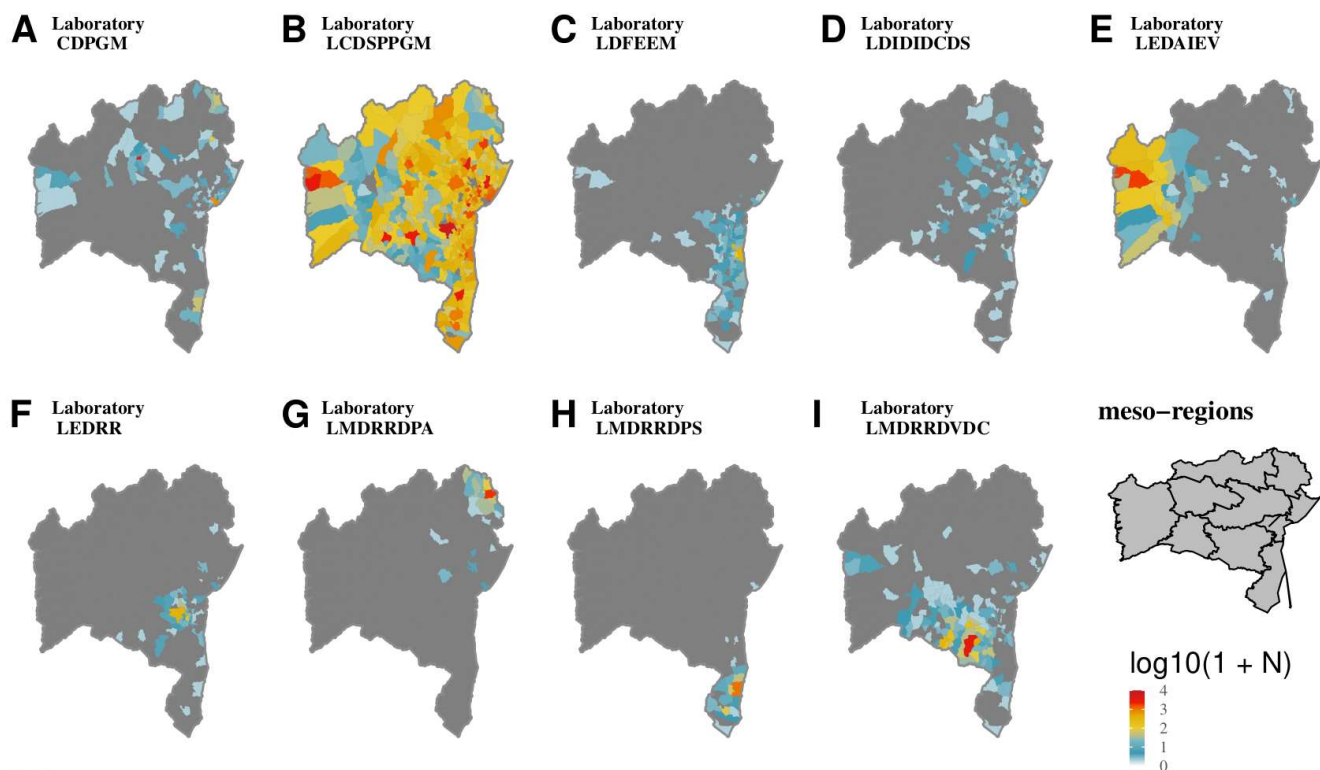 A Laboratory
CDPGM
B Laboratory
LCDSPPGM
C Laboratory
LDFEEM
D Laboratory
LDIDIDCDS
E Laboratory
LEDAIEV
F Laboratory
LEDRR
G Laboratory
LMDRRDPA
H Laboratory
LMDRRDPS
I Laboratory
LMDRRDVDC
meso-regions
log10(1 + N)
4
3
2
1
0